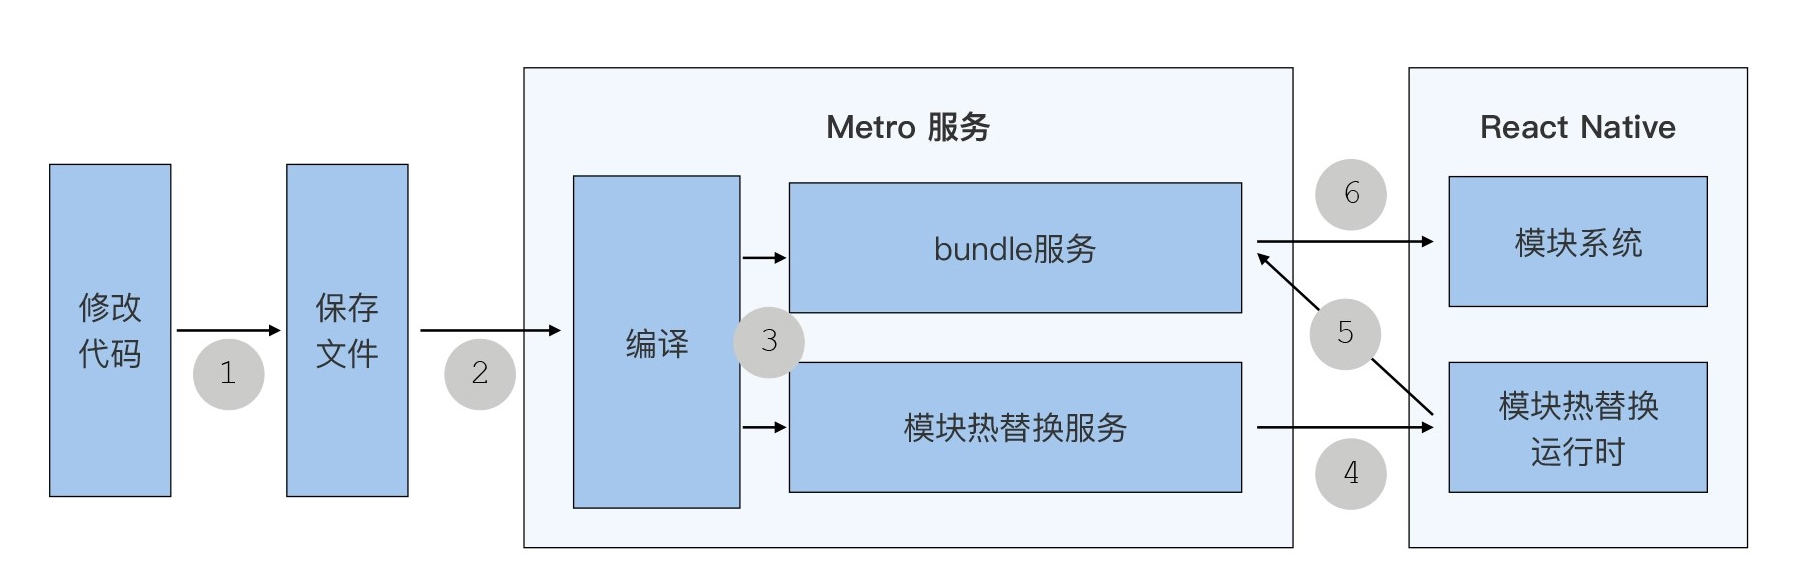 Metro 服务
React Native
修改
代码
1
保存
文件
2
编译
3
bundle服务
模块热替换服务
6
5
4
模块系统
模块热替换
运行时